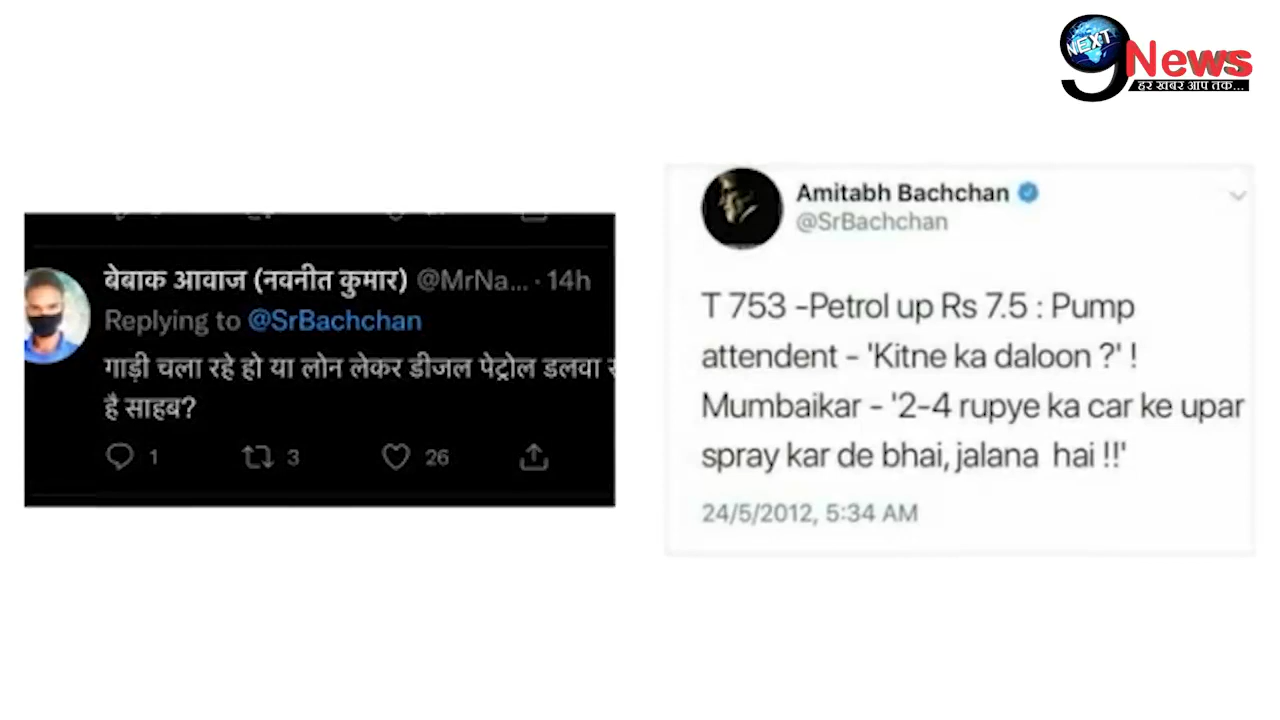 NEXT
9 News
हर खबर आप तक...
बेबाक आवाज (नवनीत कुमार) @MrNa... · 14h
Replying to @SrBachchan
गाड़ी चला रहे हो या लोन लेकर डीजल पेट्रोल डलवा
है साहब?
1 3 26
Amitabh Bachchan
@SrBachchan
T 753 -Petrol up Rs 7.5 : Pump
attendent - 'Kitne ka daloon ?' !
Mumbaikar - '2-4 rupye ka car ke upar
spray kar de bhai, jalana hai !!'
24/5/2012, 5:34 AM